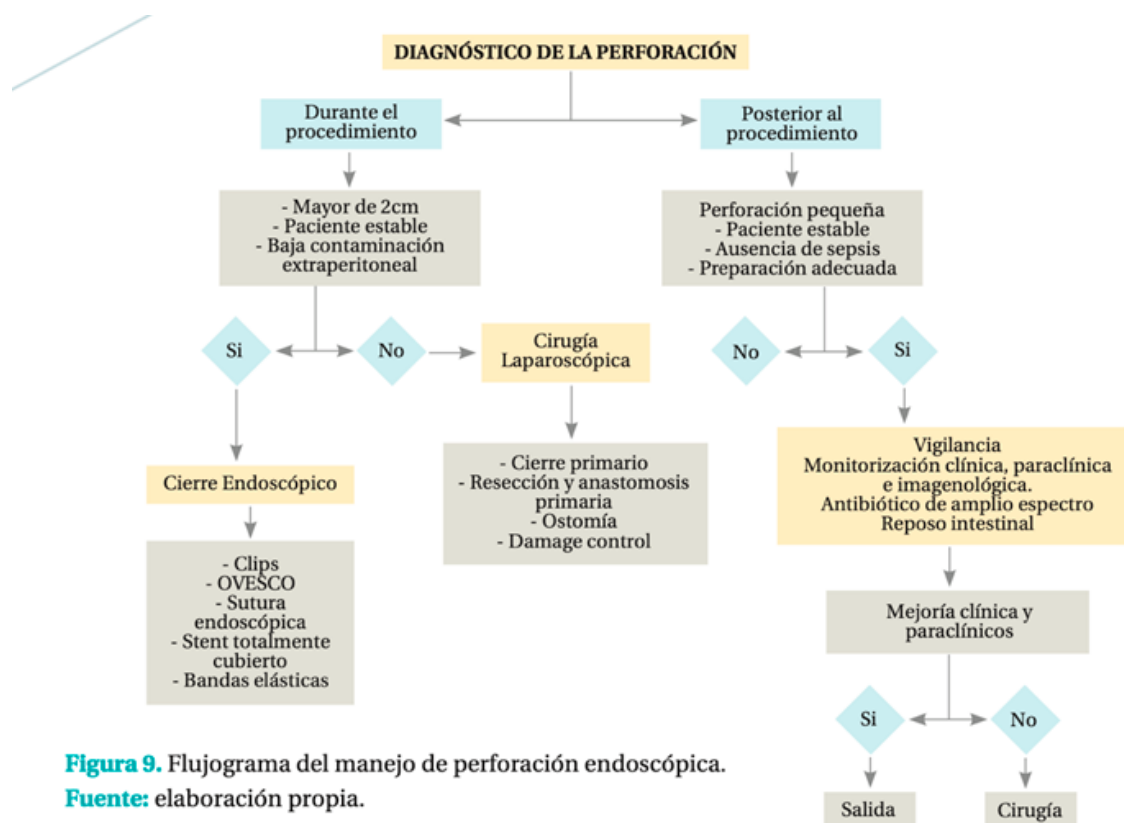 DIAGNÓSTICO DE LA PERFORACIÓN
Durante el
procedimiento
Posterior al
procedimiento
- Mayor de 2cm
- Paciente estable
- Baja contaminación
extraperitoneal
Perforación pequeña
- Paciente estable
- Ausencia de sepsis
- Preparación adecuada
Si
No
Cirugía
Laparoscópica
No
Si
Cierre Endoscópico
- Cierre primario
- Resección y anastomosis
primaria
- Ostomía
- Damage control
Vigilancia
Monitorización clínica, paraclínica
e imagenológica.
Antibiótico de amplio espectro
Reposo intestinal
- Clips
- OVESCO
- Sutura
endoscópica
- Stent totalmente
cubierto
- Bandas elásticas
Mejoría clínica y
paraclínicos
Si
No
Salida
Cirugía
Figura 9. Flujograma del manejo de perforación endoscópica.
Fuente: elaboración propia.